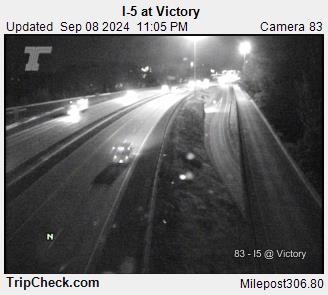 I-5 at Victory
Updated Sep 08 2024 11:05 PM Camera 83
T
N
83 - I5 @ Victory
TripCheck.com Milepost306.80